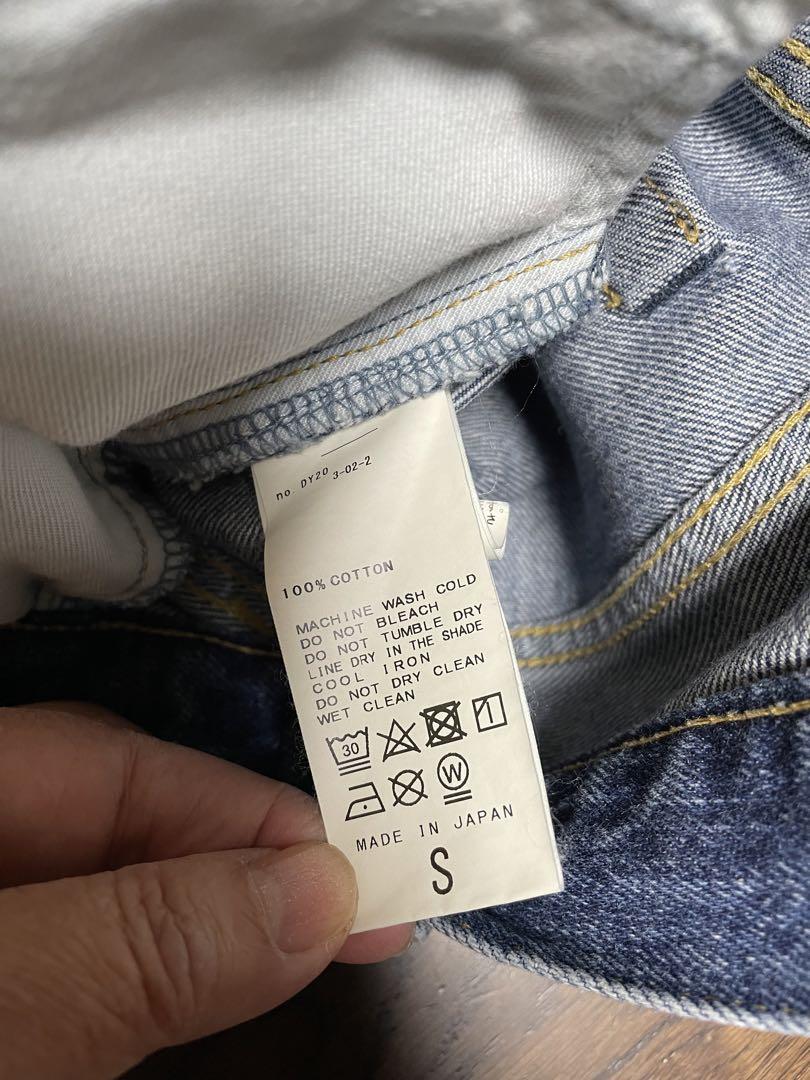 no. DY20
3-02-2
100% COTTON
MACHINE WASH COLD
DO NOT BLEACH
DO NOT TUMBLE DRY
LINE DRY IN THE SHADE
COOL IRON
DO NOT DRY CLEAN
WET CLEAN
30
W
MADE IN JAPAN
S